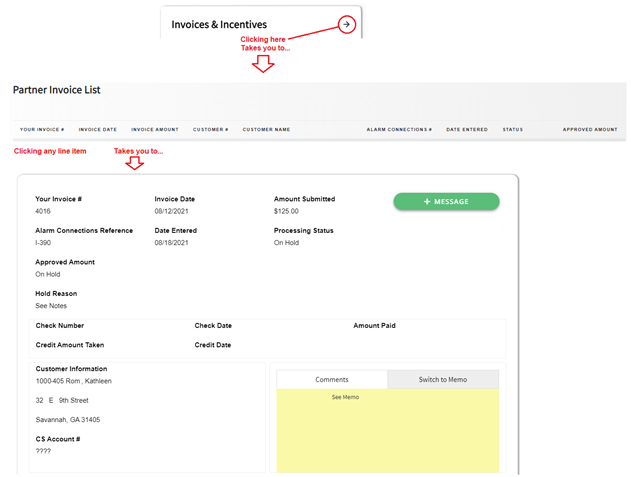 Invoices & Incentives
Clicking here
Takes you to...
Partner Invoice List
YOUR INVOICE # INVOICE DATE INVOICE AMOUNT CUSTOMER # CUSTOMER NAME ALARM CONNECTIONS # DATE ENTERED STATUS APPROVED AMOUNT
Clicking any line item Takes you to...
Your Invoice # Invoice Date Amount Submitted
4016 08/12/2021 $125.00
+ MESSAGE
Alarm Connections Reference Date Entered Processing Status
I-390 08/18/2021 On Hold
Approved Amount
On Hold
Hold Reason
See Notes
Check Number Check Date Amount Paid
Credit Amount Taken Credit Date
Customer Information
1000-405 Rom , Kathleen
32 E 9th Street
Savannah, GA 31405
CS Account #
????
Comments Switch to Memo
See Memo